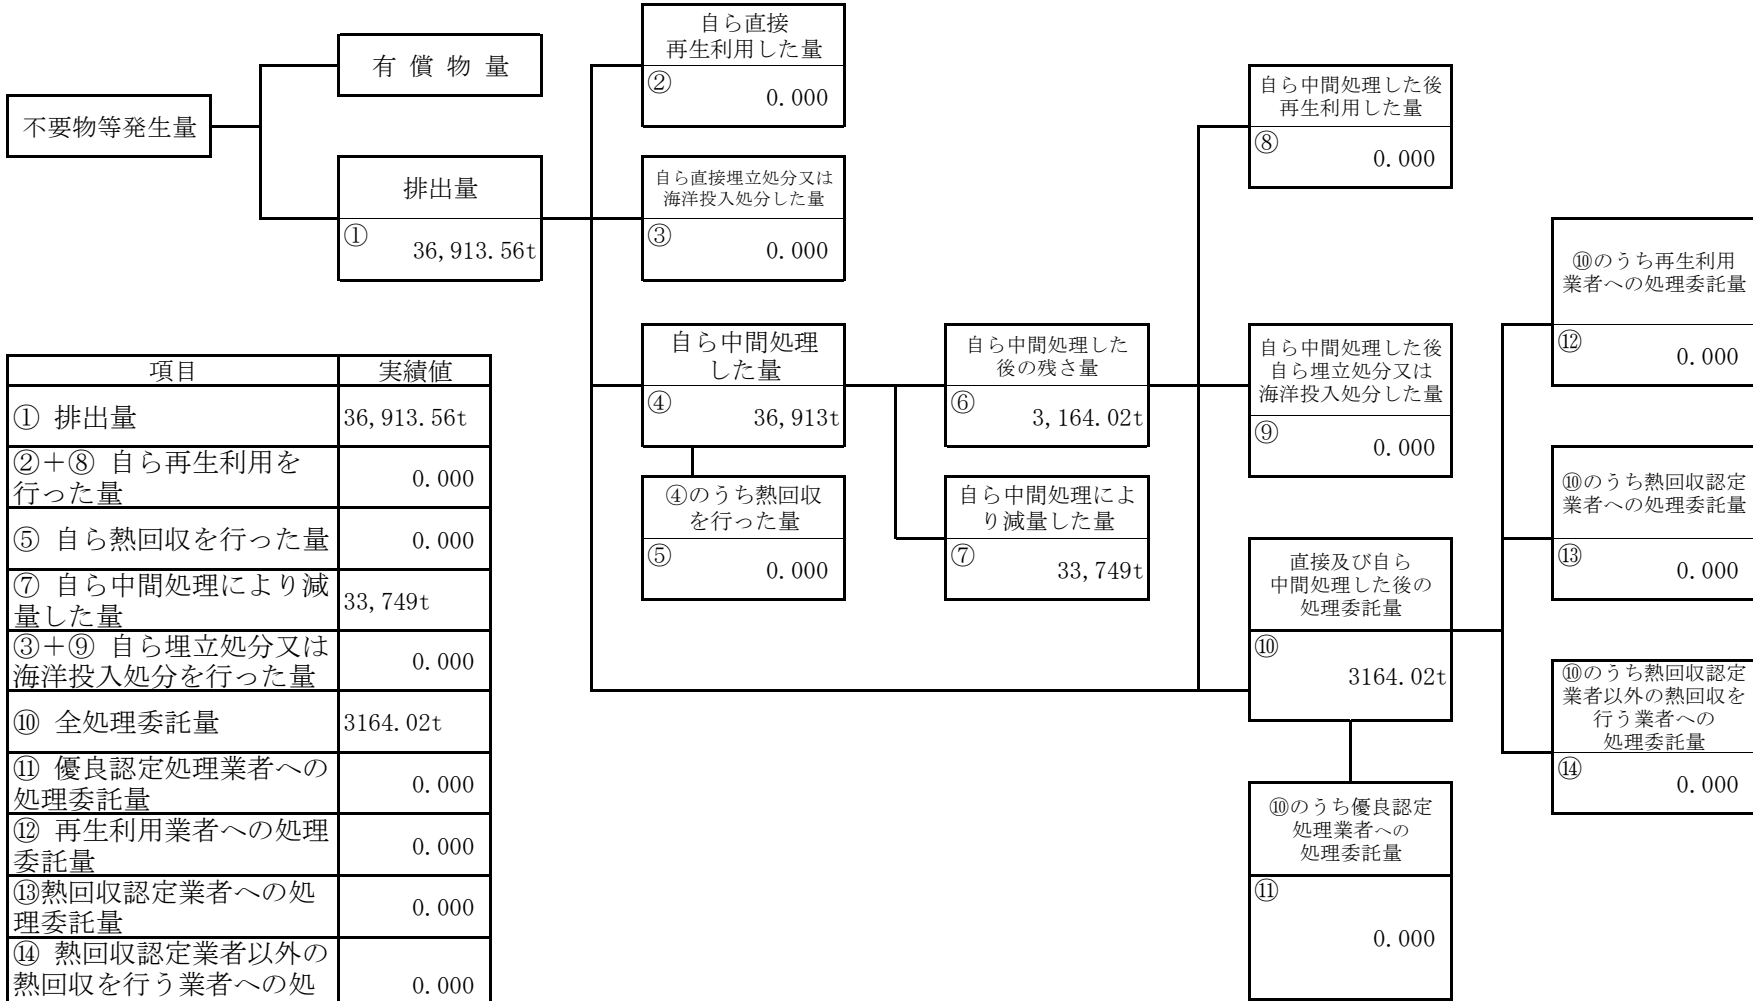 不要物等発生量
有 償 物 量
排出量
①
36,913.56t
自ら直接
再生利用した量
②
0.000
自ら直接埋立処分又は
海洋投入処分した量
③
0.000
自ら中間処理
した量
④
36,913t
④のうち熱回収
を行った量
⑤
0.000
自ら中間処理した
後の残さ量
⑥
3,164.02t
自ら中間処理によ
り減量した量
⑦
33,749t
自ら中間処理した後
再生利用した量
⑧
0.000
自ら中間処理した後
自ら埋立処分又は
海洋投入処分した量
⑨
0.000
直接及び自ら
中間処理した後の
処理委託量
⑩
3164.02t
⑩のうち優良認定
処理業者への
処理委託量
⑪
0.000
⑩のうち再生利用
業者への処理委託量
⑫
0.000
⑩のうち熱回収認定
業者への処理委託量
⑬
0.000
⑩のうち熱回収認定
業者以外の熱回収を
行う業者への
処理委託量
⑭
0.000
項目 実績値
① 排出量 36,913.56t
②+⑧ 自ら再生利用を
行った量 0.000
⑤ 自ら熱回収を行った量 0.000
⑦ 自ら中間処理により減
量した量 33,749t
③+⑨ 自ら埋立処分又は
海洋投入処分を行った量 0.000
⑩ 全処理委託量 3164.02t
⑪ 優良認定処理業者への
処理委託量 0.000
⑫ 再生利用業者への処理
委託量 0.000
⑬熱回収認定業者への処
理委託量 0.000
⑭ 熱回収認定業者以外の
熱回収を行う業者への処 0.000